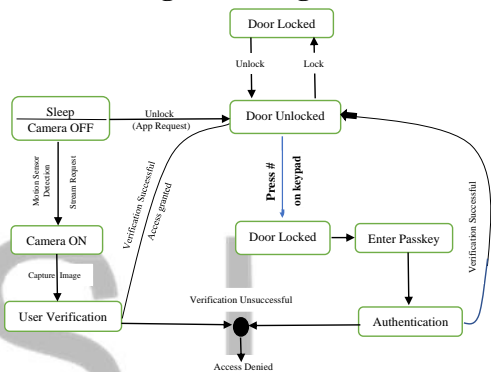 Door Locked
Unlock
Lock
Sleep
Camera OFF
Unlock
(App Request)
Door Unlocked
Motion Sensor
Detection
Stream Request
Verification Successful
Access granted
Press #
on keypad
Verification Successful
Camera ON
Door Locked
Enter Passkey
Capture Image
Verification Unsuccessful
User Verification
Authentication
Access Denied